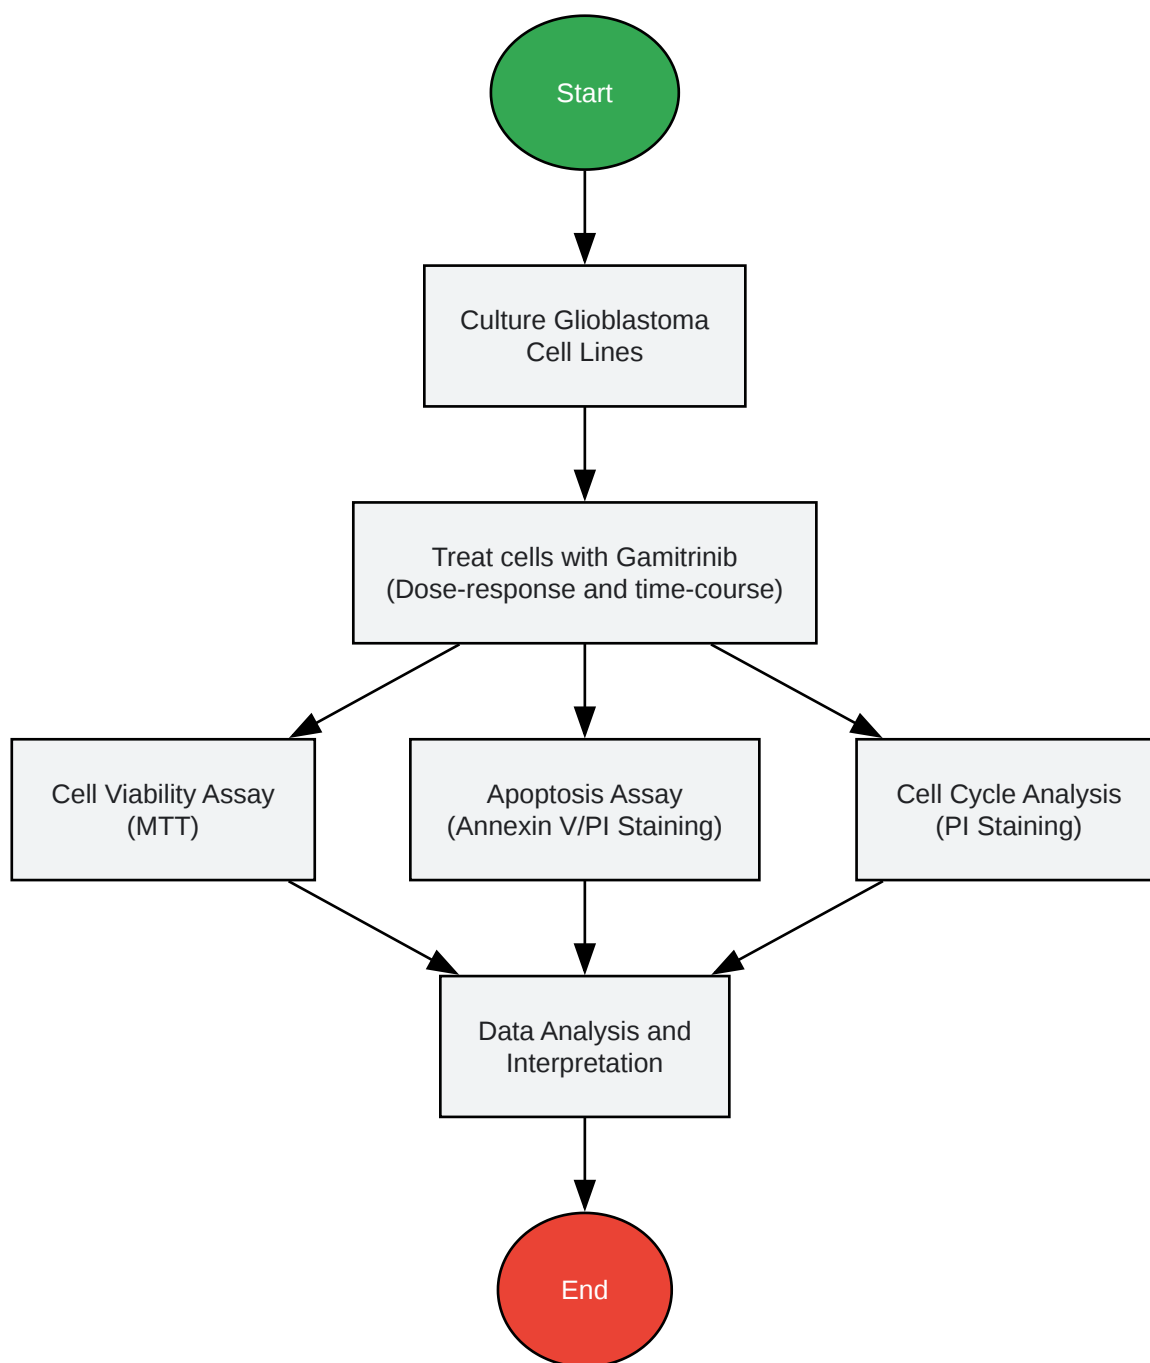 Start
Culture Glioblastoma
Cell Lines
Treat cells with Gamitrinib
(Dose-response and time-course)
Cell Viability Assay
(MTT)
Apoptosis Assay
(Annexin V/PI Staining)
Cell Cycle Analysis
(PI Staining)
Data Analysis and
Interpretation
End